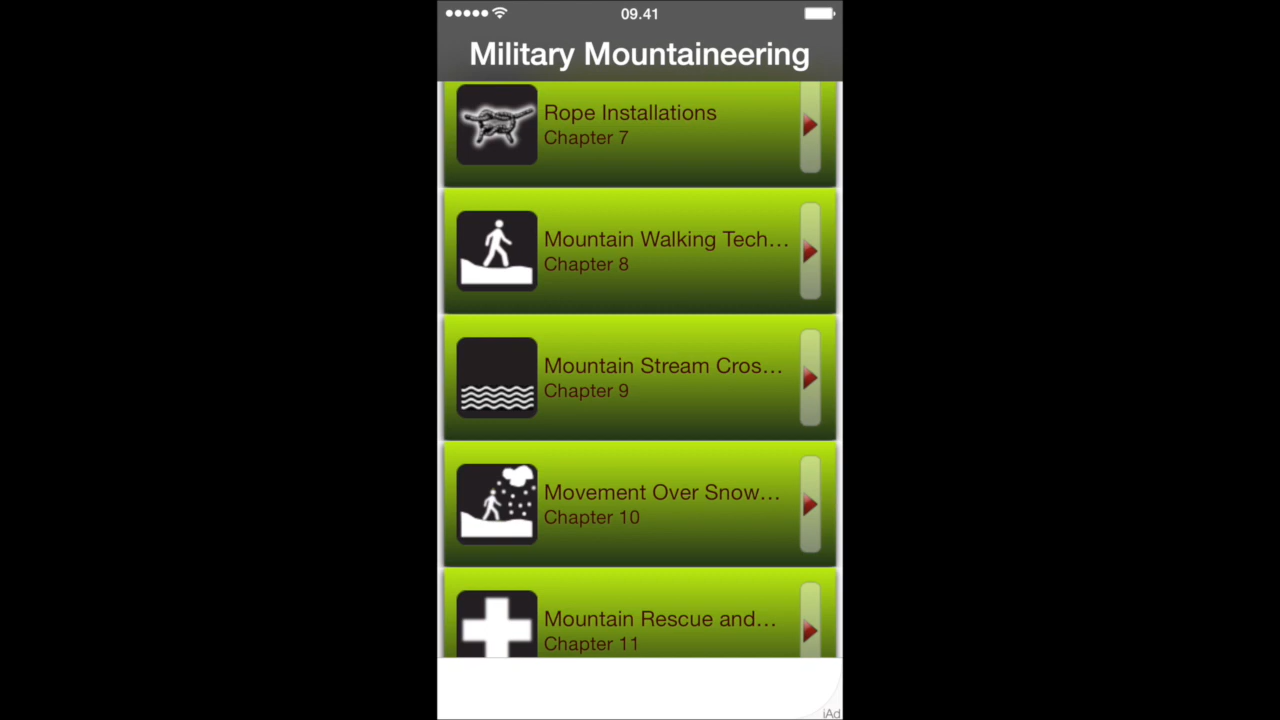 09.41
Military Mountaineering
Rope Installations
Chapter 7
Mountain Walking Tech...
Chapter 8
Mountain Stream Cros...
Chapter 9
Movement Over Snow...
Chapter 10
Mountain Rescue and...
Chapter 11
iAd